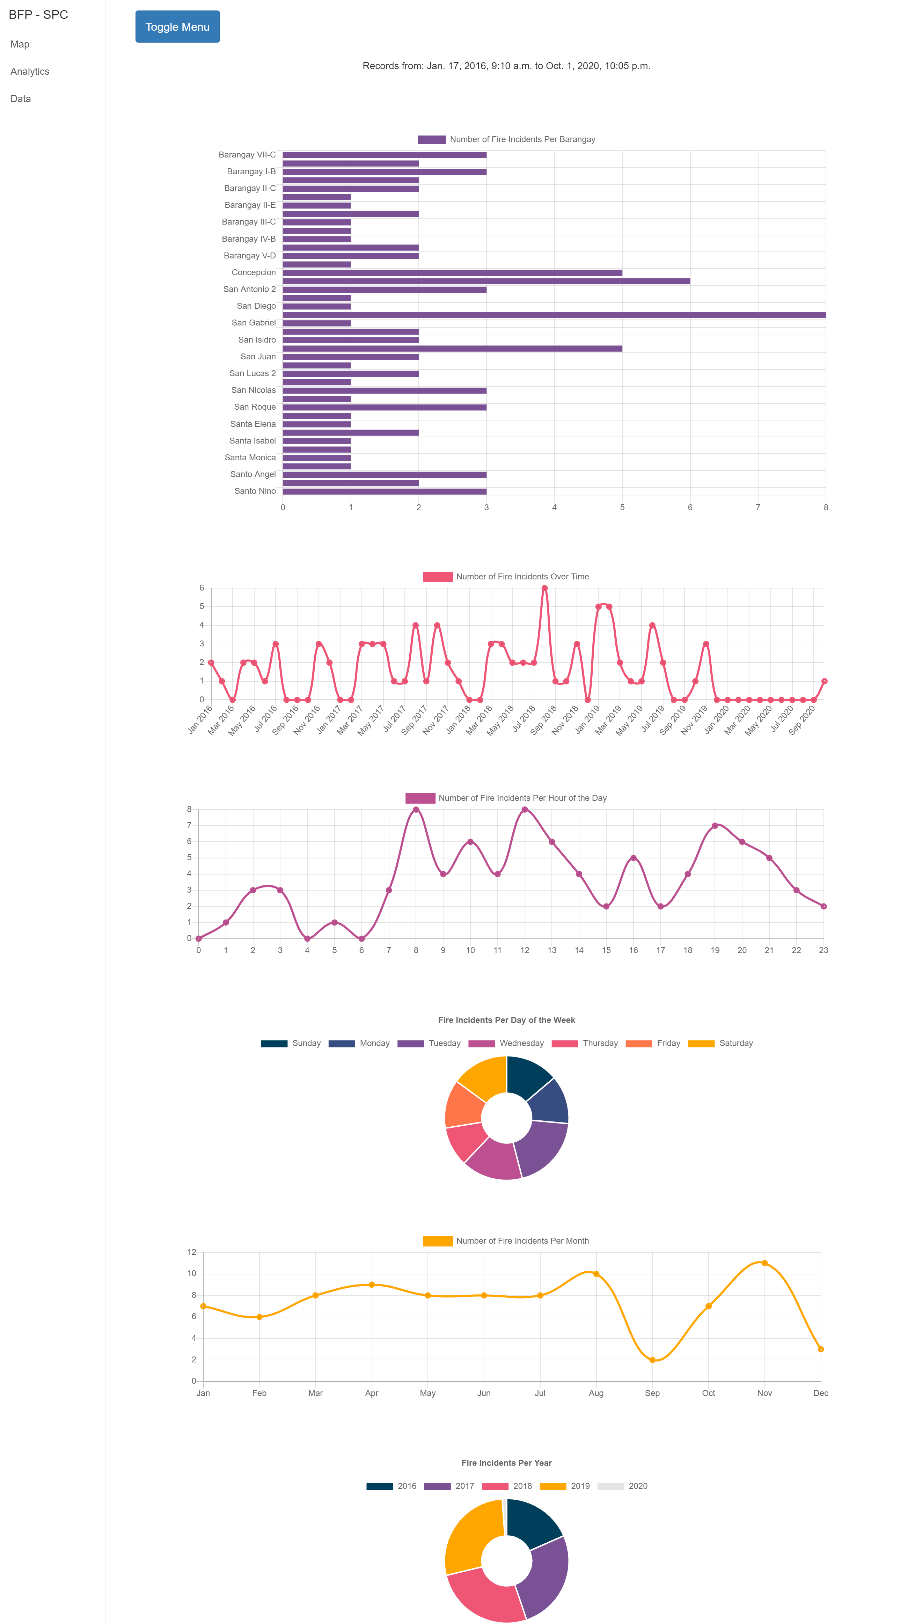 BFP - SPC
Toggle Menu
Map
Analytics
Data
Records from: Jan. 17, 2016, 9:10 a.m. to Oct. 1, 2020, 10:05 p.m.
Number of Fire Incidents Per Barangay
Barangay VII-C
Barangay I-B
Barangay II-C
Barangay II-E
Barangay III-C
Barangay IV-B
Barangay V-D
Concepcion
San Antonio 2
San Diego
San Gabriel
San Isidro
San Juan
San Lucas 2
San Nicolas
San Roque
Santa Elena
Santa Isabel
Santa Monica
Santo Angel
Santo Nino
0 1 2 3 4 5 6 7 8
Number of Fire Incidents Over Time
6
5
4
3
2
1
0
Jan 2016 Mar 2016 May 2016 Jul 2016 Sep 2016 Nov 2016 Jan 2017 Mar 2017 May 2017 Jul 2017 Sep 2017 Nov 2017 Jan 2018 Mar 2018 May 2018 Jul 2018 Sep 2018 Nov 2018 Jan 2019 Mar 2019 May 2019 Jul 2019 Sep 2019 Nov 2019 Jan 2020 Mar 2020 May 2020 Jul 2020 Sep 2020
Number of Fire Incidents Per Hour of the Day
8
7
6
5
4
3
2
1
0
0 1 2 3 4 5 6 7 8 9 10 11 12 13 14 15 16 17 18 19 20 21 22 23
Fire Incidents Per Day of the Week
Sunday Monday Tuesday Wednesday Thursday Friday Saturday
Number of Fire Incidents Per Month
12
10
8
6
4
2
0
Jan Feb Mar Apr May Jun Jul Aug Sep Oct Nov Dec
Fire Incidents Per Year
2016 2017 2018 2019 2020